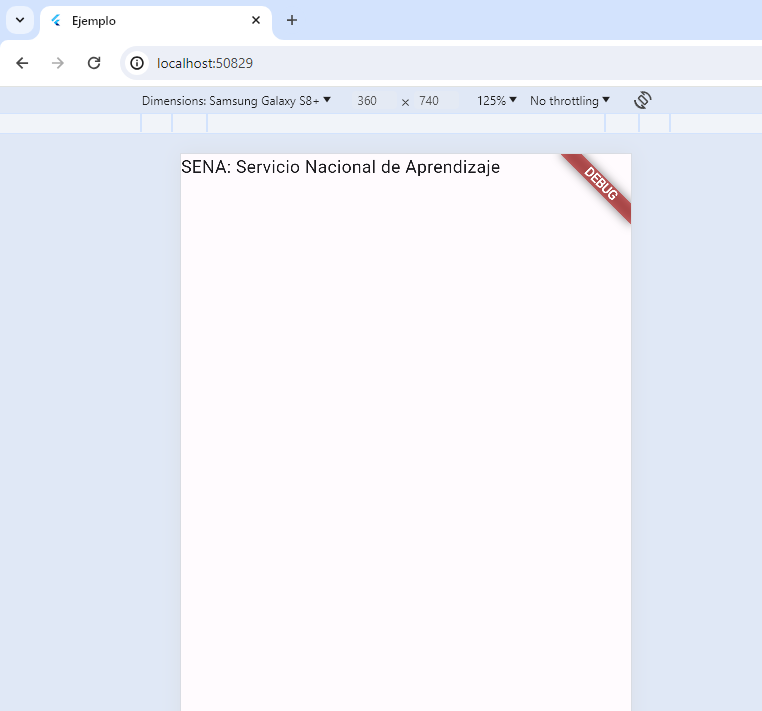 Ejemplo
localhost:50829
Dimensions: Samsung Galaxy S8+ 360 × 740 125% No throttling
SENA: Servicio Nacional de Aprendizaje
DEBUG